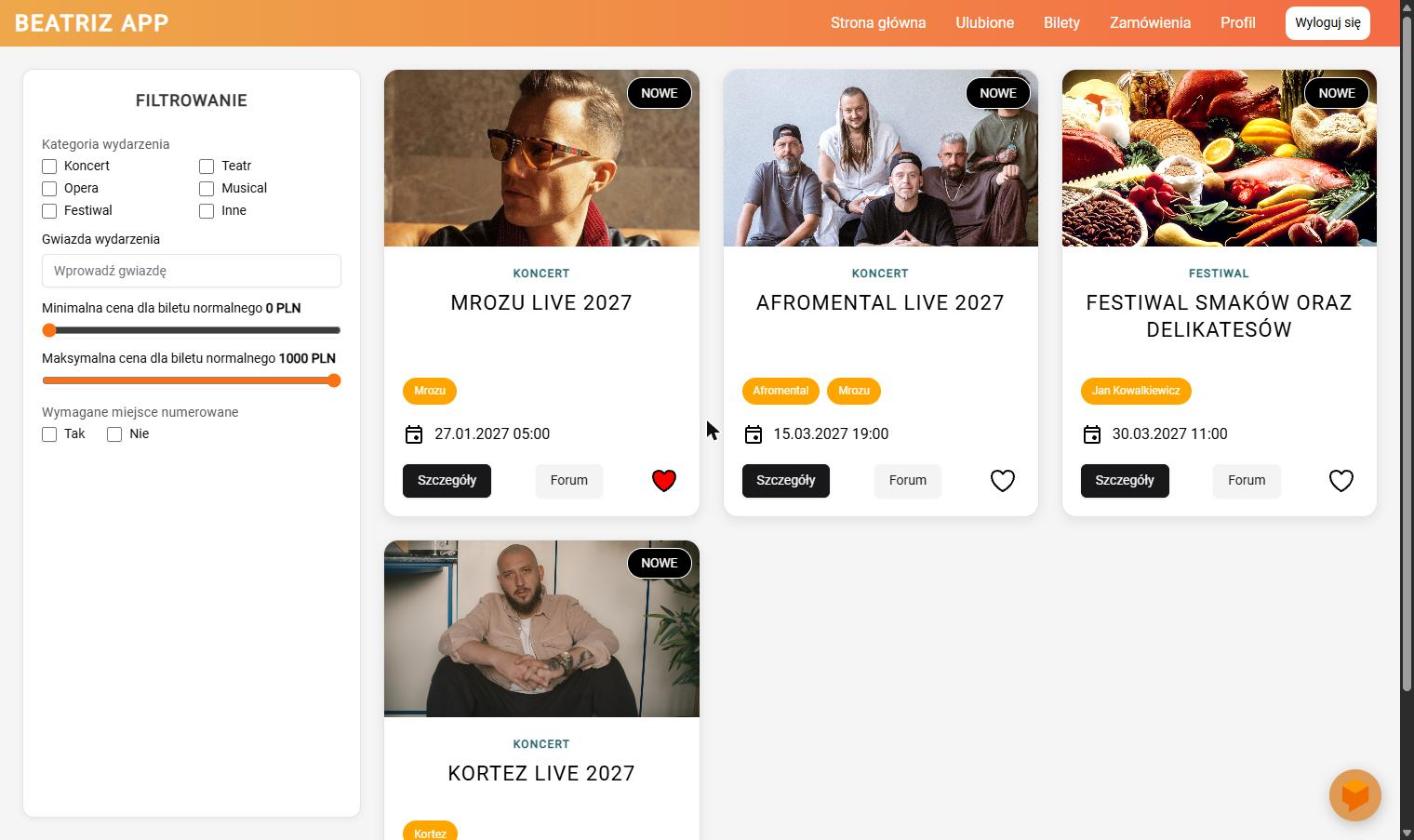 BEATRIZ APP
Strona główna Ulubione Bilety Zamówienia Profil Wyloguj się
FILTROWANIE
Kategoria wydarzenia
Koncert Teatr
Opera Musical
Festiwal Inne
Gwiazda wydarzenia
Wprowadź gwiazdę
Minimalna cena dla biletu normalnego 0 PLN
Maksymalna cena dla biletu normalnego 1000 PLN
Wymagane miejsce numerowane
Tak Nie
NOWE
KONCERT
MROZU LIVE 2027
Mrozu
27.01.2027 05:00
Szczegóły Forum
NOWE
KONCERT
AFROMENTAL LIVE 2027
Afromental Mrozu
15.03.2027 19:00
Szczegóły Forum
NOWE
FESTIWAL
FESTIWAL SMAKÓW ORAZ
DELIKATESÓW
Jan Kowalkiewicz
30.03.2027 11:00
Szczegóły Forum
NOWE
KONCERT
KORTEZ LIVE 2027
Kortez